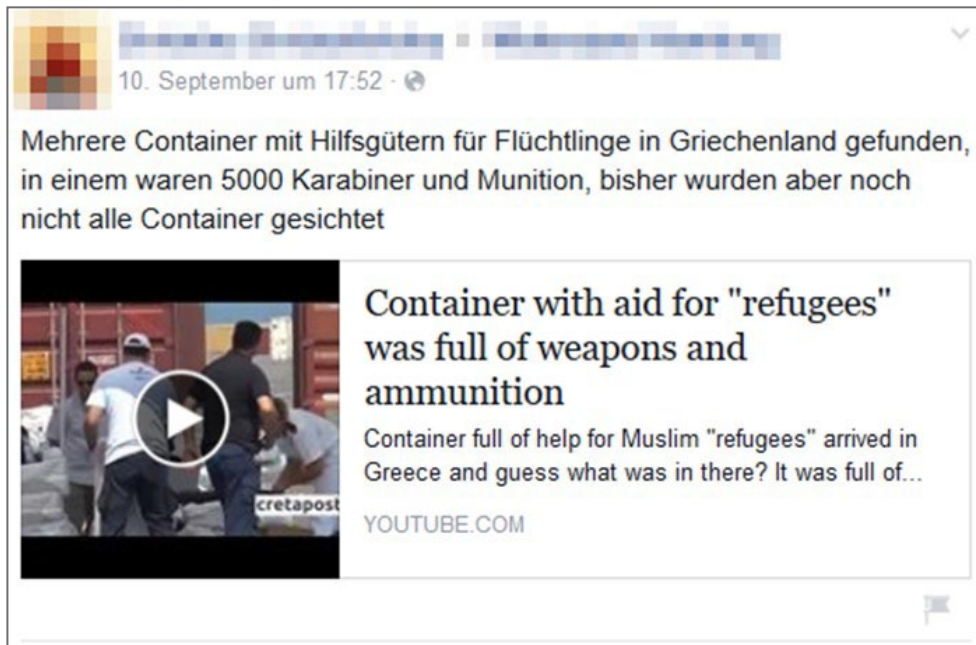 10. September um 17:52 ·
Mehrere Container mit Hilfsgütern für Flüchtlinge in Griechenland gefunden,
in einem waren 5000 Karabiner und Munition, bisher wurden aber noch
nicht alle Container gesichtet
Container with aid for "refugees"
was full of weapons and
ammunition
Container full of help for Muslim "refugees" arrived in
Greece and guess what was in there? It was full of...
cretapost
YOUTUBE.COM